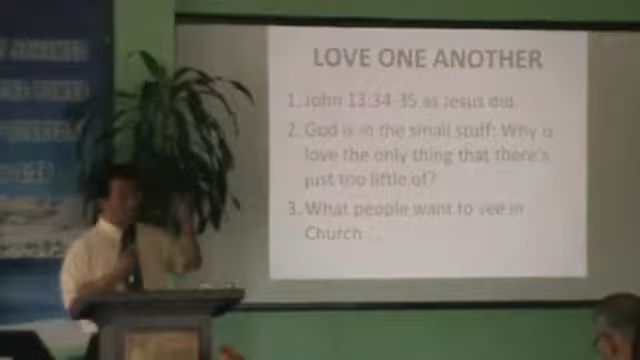 LOVE ONE ANOTHER
1. John 13:34-35 as Jesus did.
2. God is in the small stuff: Why is
love the only thing that there's
just too little of?
3. What people want to see in
Church...